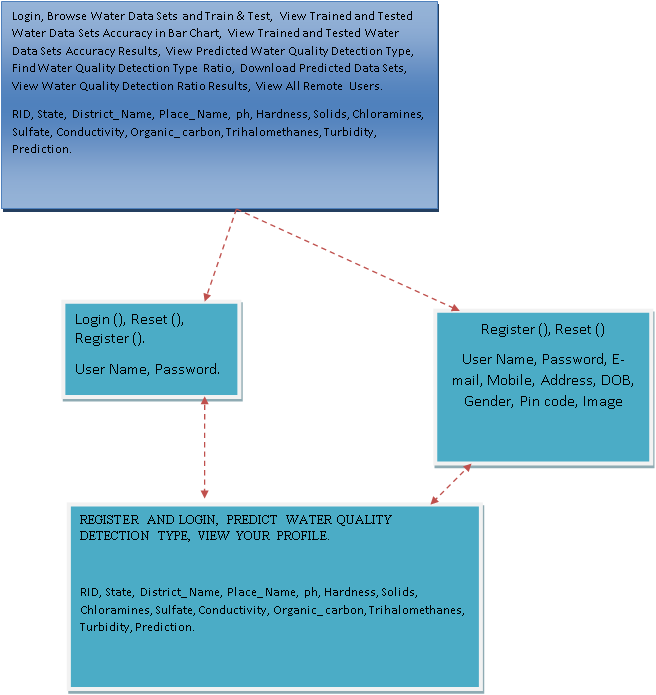 Login, Browse Water Data Sets and Train & Test, View Trained and Tested
Water Data Sets Accuracy in Bar Chart, View Trained and Tested Water
Data Sets Accuracy Results, View Predicted Water Quality Detection Type,
Find Water Quality Detection Type Ratio, Download Predicted Data Sets,
View Water Quality Detection Ratio Results, View All Remote Users.
RID, State, District_Name, Place_Name, ph, Hardness, Solids, Chloramines,
Sulfate, Conductivity, Organic_carbon, Trihalomethanes, Turbidity,
Prediction.
Login (), Reset (),
Register ().
User Name, Password.
Register (), Reset ()
User Name, Password, E-
mail, Mobile, Address, DOB,
Gender, Pin code, Image
REGISTER AND LOGIN, PREDICT WATER QUALITY
DETECTION TYPE, VIEW YOUR PROFILE.
RID, State, District_Name, Place_Name, ph, Hardness, Solids,
Chloramines, Sulfate, Conductivity, Organic_carbon, Trihalomethanes,
Turbidity, Prediction.